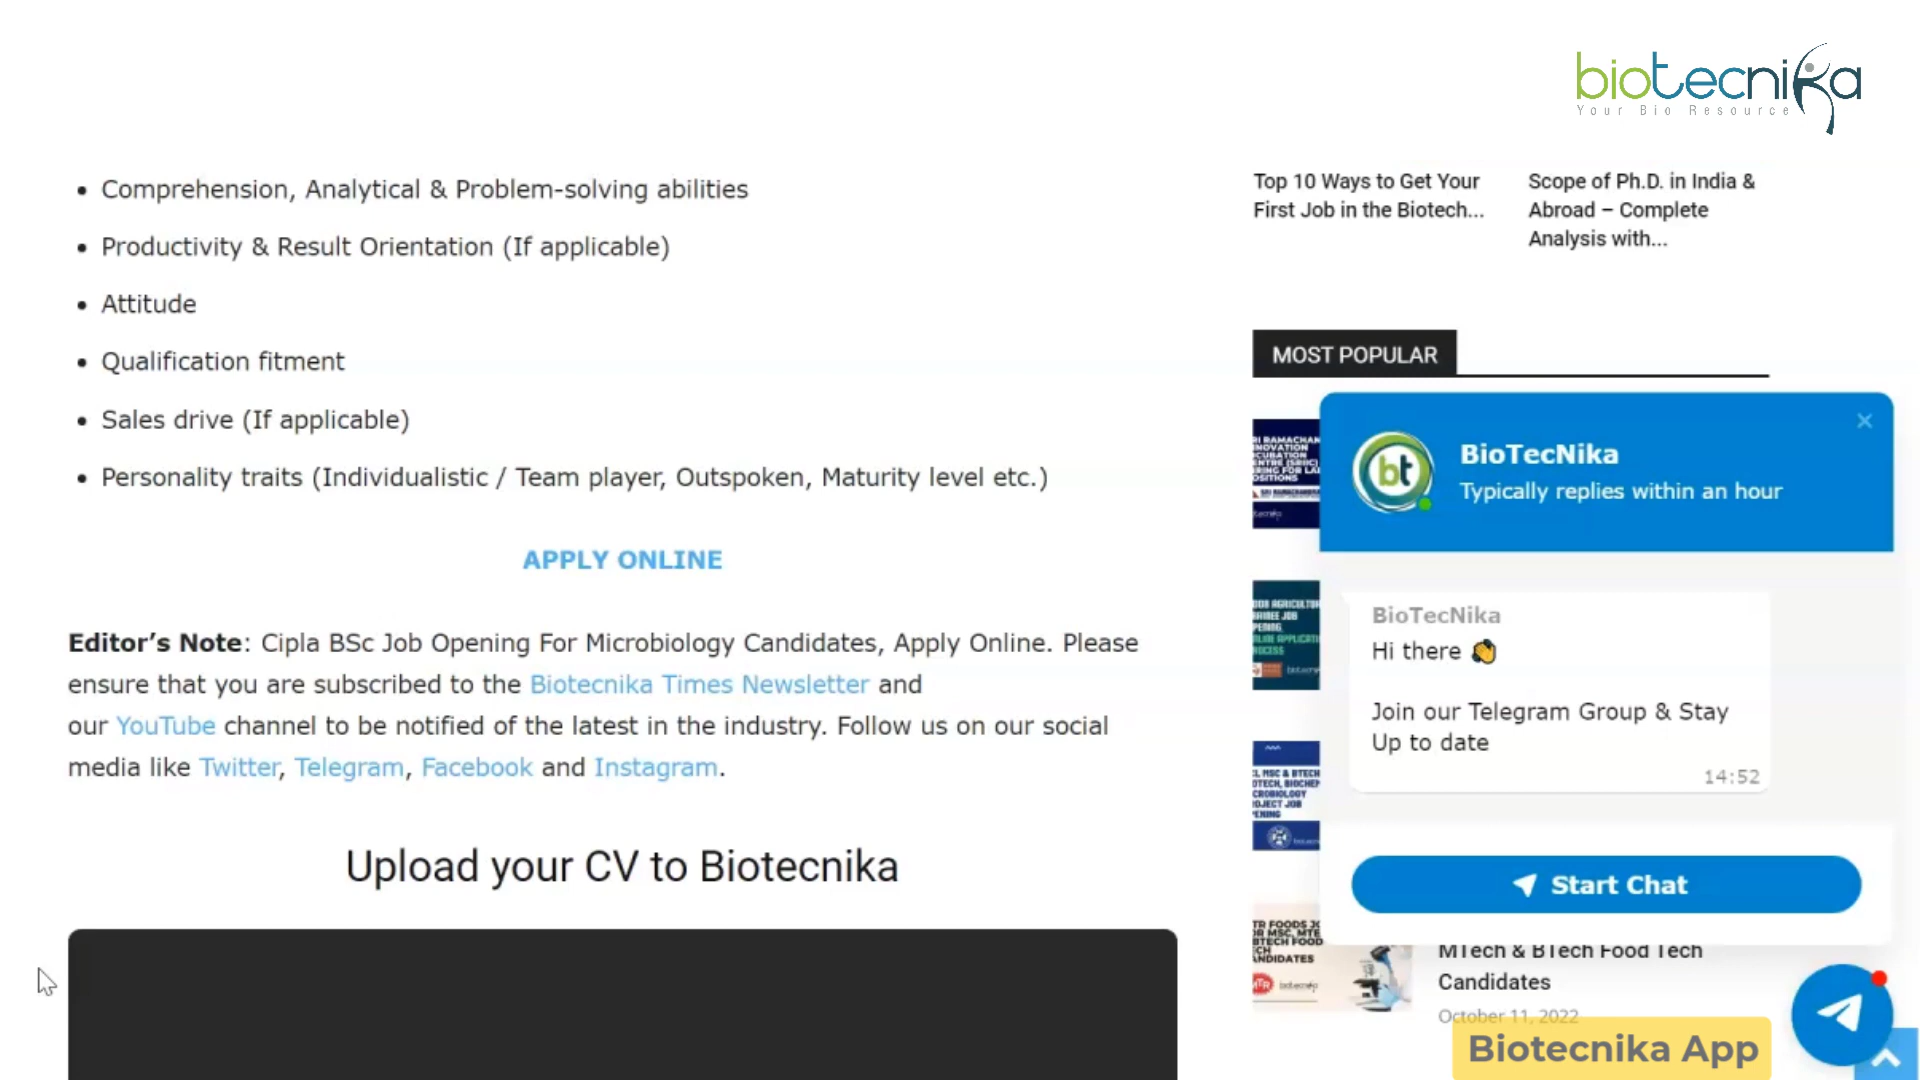 biotecnika
Your Bio Resource
• Comprehension, Analytical & Problem-solving abilities
• Productivity & Result Orientation (If applicable)
• Attitude
• Qualification fitment
• Sales drive (If applicable)
• Personality traits (Individualistic / Team player, Outspoken, Maturity level etc.)
APPLY ONLINE
Editor’s Note: Cipla BSc Job Opening For Microbiology Candidates, Apply Online. Please
ensure that you are subscribed to the Biotecnika Times Newsletter and
our YouTube channel to be notified of the latest in the industry. Follow us on our social
media like Twitter, Telegram, Facebook and Instagram.
Upload your CV to Biotecnika
Top 10 Ways to Get Your
First Job in the Biotech...
Scope of Ph.D. in India &
Abroad – Complete
Analysis with...
MOST POPULAR
bt
BioTecNika
Typically replies within an hour
BioTecNika
Hi there
Join our Telegram Group & Stay
Up to date
14:52
Start Chat
MTech & BTech Food Tech
Candidates
October 11, 2022
Biotecnika App